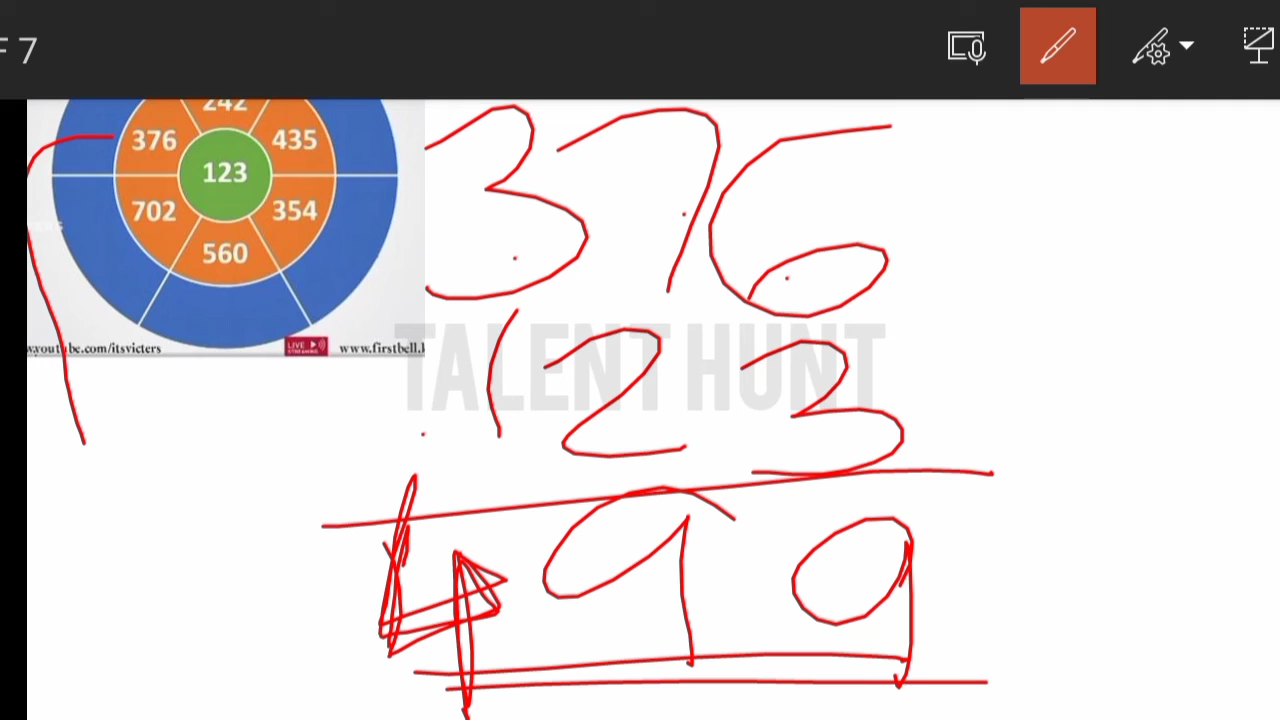 F 7
242
376 435
123
702 354
560
LIVE
w.youtube.com/itsvicters www.firstbell.k
376
123
499
TALENT HUNT